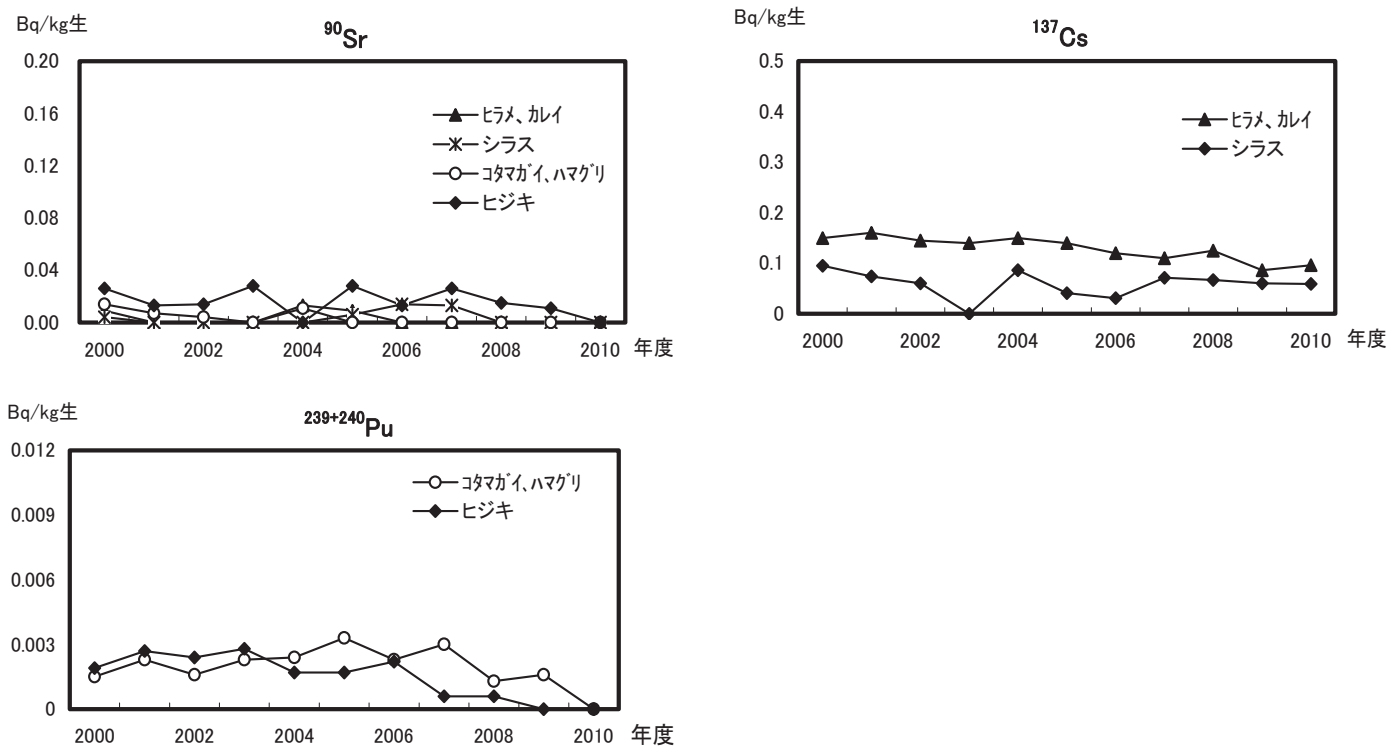 Bq/kg生
⁹⁰Sr
0.20
0.16
0.12
0.08
0.04
0.00
ﾋﾗﾒ、ｶﾚｲ
シラス
ｺﾀﾏｶﾞｲ、ﾊﾏｸﾞﾘ
ヒジキ
2000 2002 2004 2006 2008 2010 年度
Bq/kg生
¹³⁷Cs
0.5
0.4
0.3
0.2
0.1
0
ﾋﾗﾒ、ｶﾚｲ
シラス
2000 2002 2004 2006 2008 2010 年度
Bq/kg生
²³⁹⁺²⁴⁰Pu
0.012
0.009
0.006
0.003
0
ｺﾀﾏｶﾞｲ、ﾊﾏｸﾞﾘ
ヒジキ
2000 2002 2004 2006 2008 2010 年度